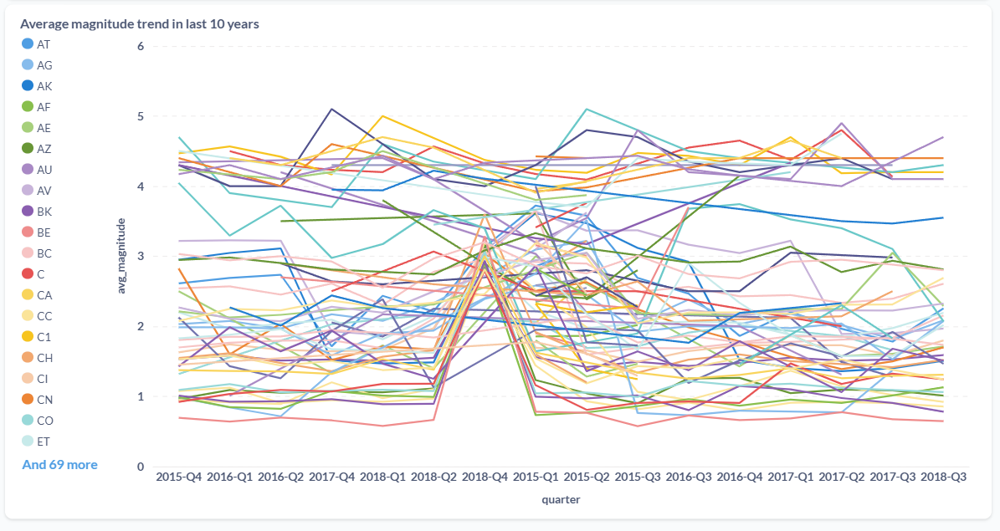 Average magnitude trend in last 10 years
AT
AG
AK
AF
AE
AZ
AU
AV
BK
BE
BC
C
CA
CC
C1
CH
CI
CN
CO
ET
And 69 more
avg_magnitude
6
5
4
3
2
1
0
2015-Q4 2016-Q1 2016-Q2 2017-Q4 2018-Q1 2018-Q2 2018-Q4 2015-Q1 2015-Q2 2015-Q3 2016-Q3 2016-Q4 2017-Q1 2017-Q2 2017-Q3 2018-Q3
quarter